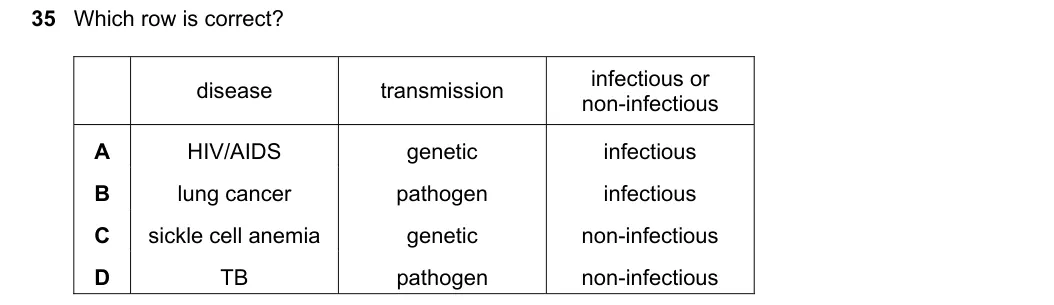 35 Which row is correct?
disease transmission infectious or non-infectious
A HIV/AIDS genetic infectious
B lung cancer pathogen infectious
C sickle cell anemia genetic non-infectious
D TB pathogen non-infectious